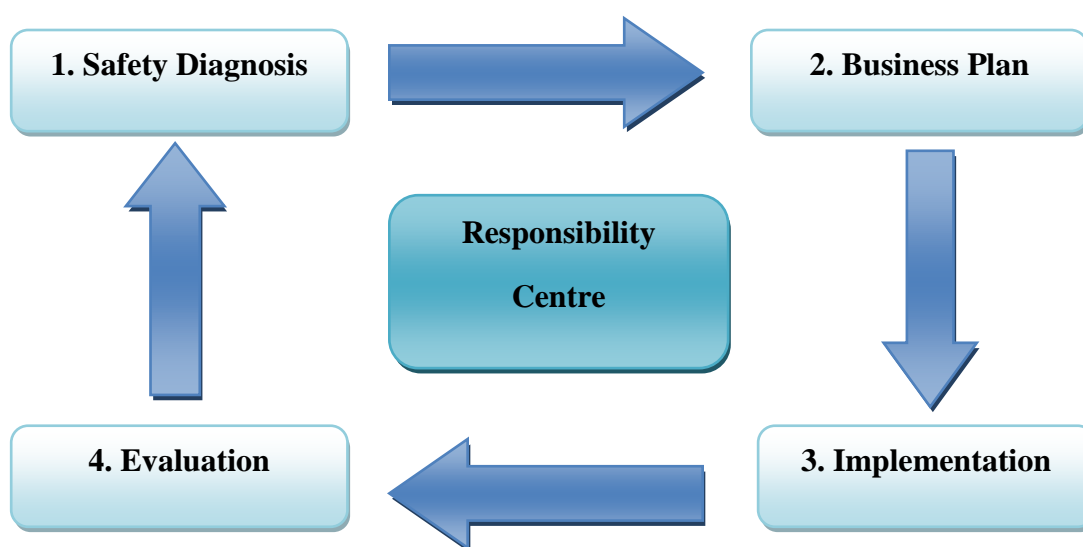 1. Safety Diagnosis
2. Business Plan
Responsibility
Centre
4. Evaluation
3. Implementation